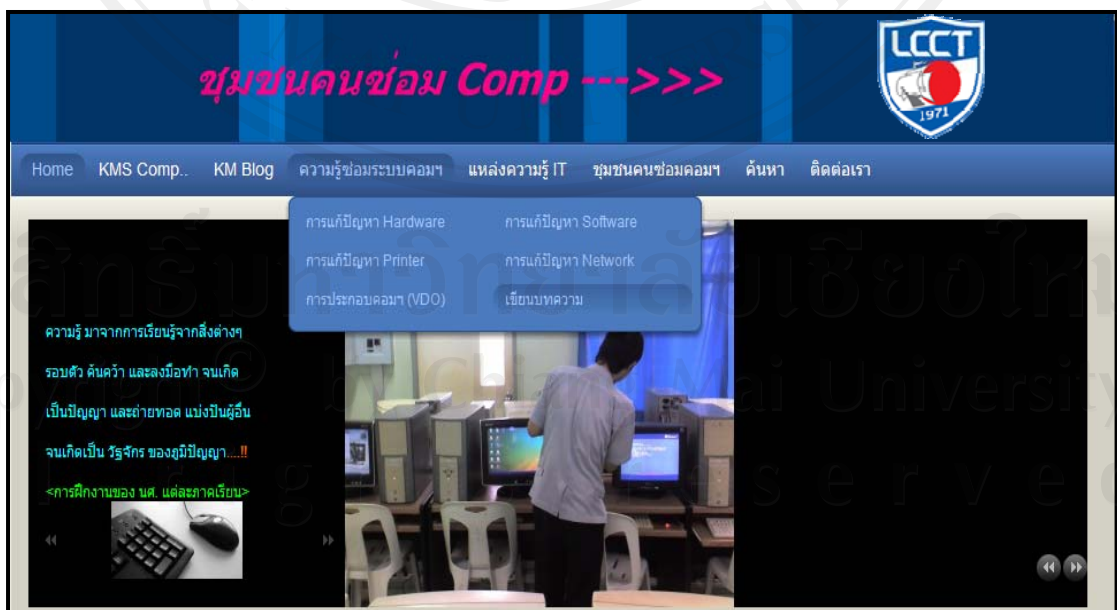 ชุมชนคนซ่อม Comp --->>>
LCCT
1971
Home KMS Comp.. KM Blog ความรู้ซ่อมระบบคอมฯ แหล่งความรู้ IT ชุมชนคนซ่อมคอมฯ ค้นหา ติดต่อเรา
การแก้ปัญหา Hardware การแก้ปัญหา Software
การแก้ปัญหา Printer การแก้ปัญหา Network
การประกอบคอมฯ (VDO) เขียนบทความ
ความรู้ มาจากการเรียนรู้จากสิ่งต่างๆ
รอบตัว ค้นคว้า และลงมือทำ จนเกิด
เป็นปัญญา และถ่ายทอด แบ่งปันผู้อื่น
จนเกิดเป็น วัฐจักร ของภูมิปัญญา....!!
<การฝึกงานของ นศ. แต่ละภาคเรียน>